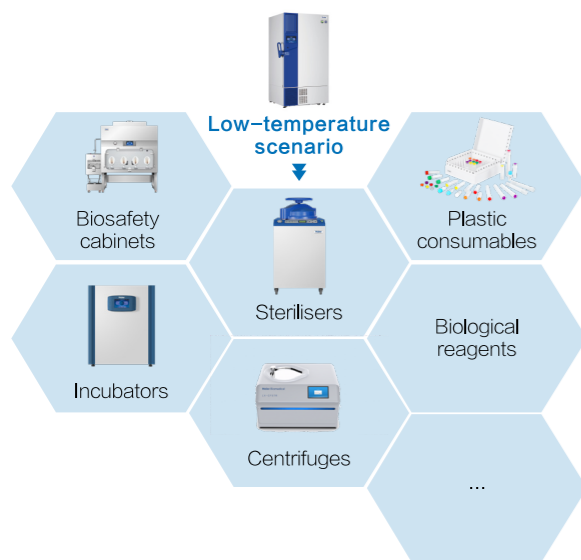 Low-temperature
scenario
Biosafety
cabinets
Plastic
consumables
Sterilisers
Incubators
Biological
reagents
Centrifuges
...